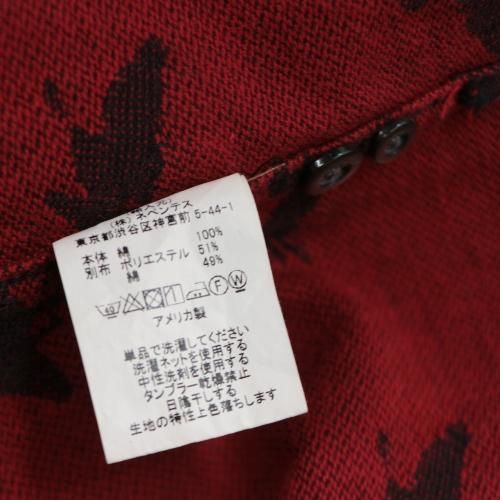 (株) ネペンテス
東京都渋谷区神宮前 5-44-1
本体 綿 100%
別布 ポリエステル 51%
綿 49%
40 F W
アメリカ製
単品で洗濯してください
洗濯ネットを使用する
中性洗剤を使用する
タンブラー乾燥禁止
日陰干しする
生地の特性上色落ちします